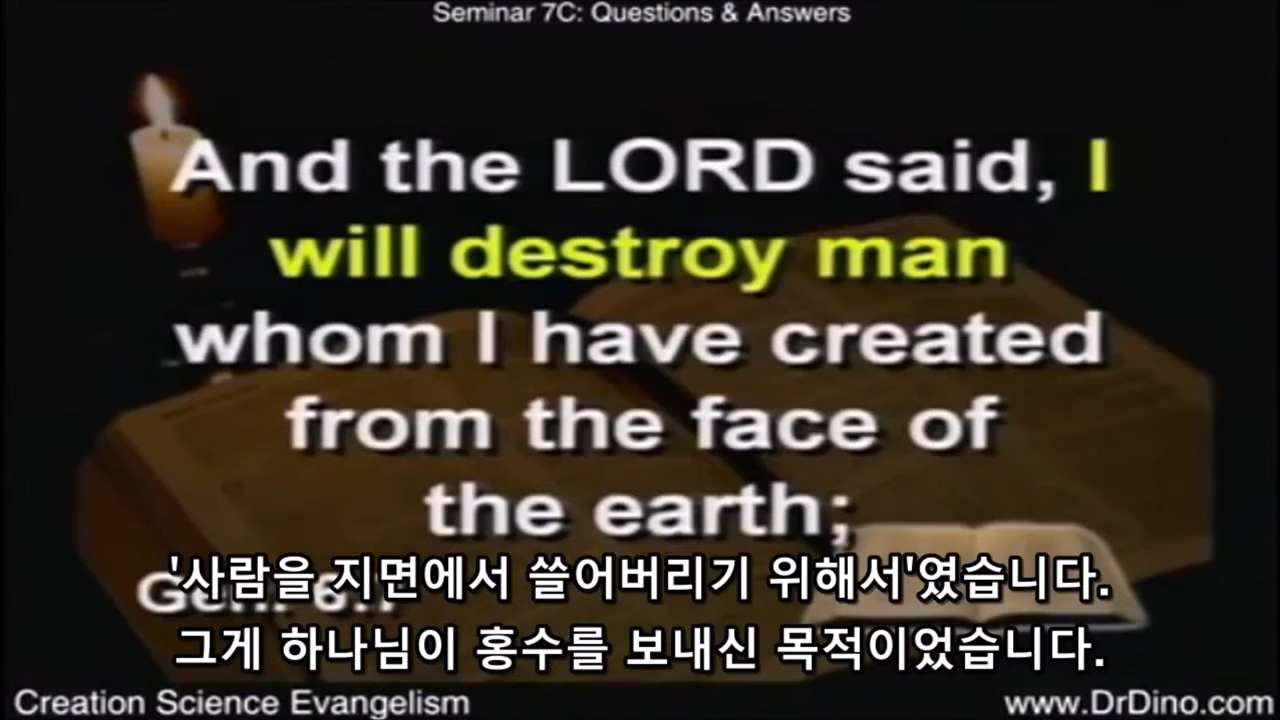 Seminar 7C: Questions & Answers
And the LORD said, I
will destroy man
whom I have created
from the face of
the earth;
'사람을 지면에서 쓸어버리기 위해서'였습니다.
그게 하나님이 홍수를 보내신 목적이었습니다.
Creation Science Evangelism
www.DrDino.com